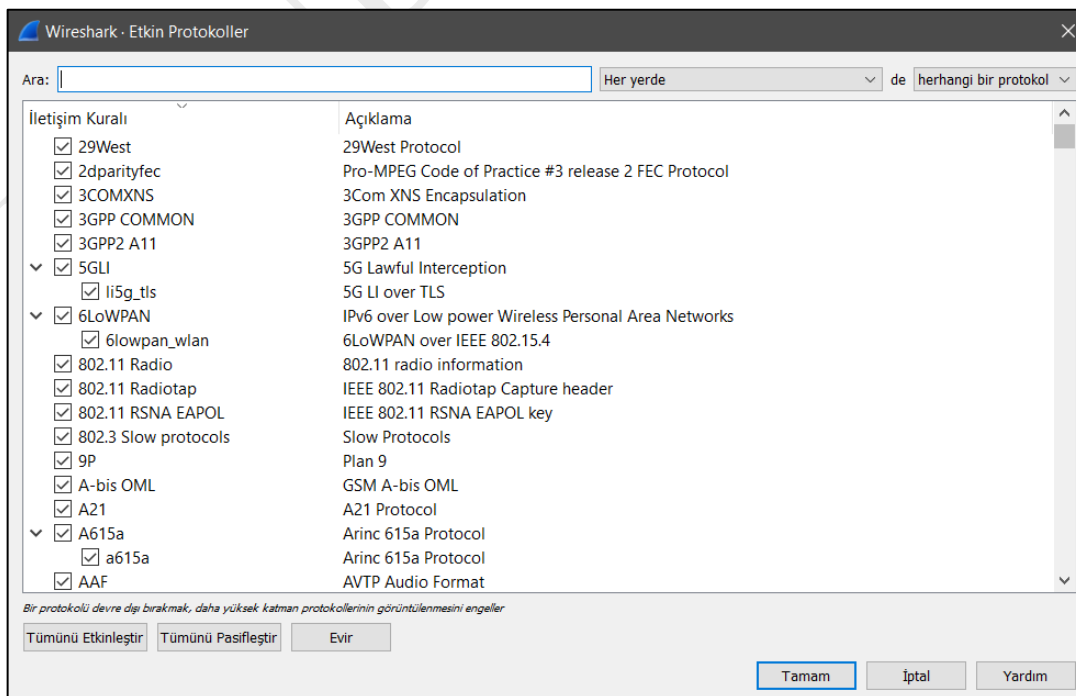 Wireshark · Etkin Protokoller
Ara: Her yerde de herhangi bir protokol
İletişim Kuralı Açıklama
29West 29West Protocol
2dparityfec Pro-MPEG Code of Practice #3 release 2 FEC Protocol
3COMXNS 3Com XNS Encapsulation
3GPP COMMON 3GPP COMMON
3GPP2 A11 3GPP2 A11
5GLI 5G Lawful Interception
li5g_tls 5G LI over TLS
6LoWPAN IPv6 over Low power Wireless Personal Area Networks
6lowpan_wlan 6LoWPAN over IEEE 802.15.4
802.11 Radio 802.11 radio information
802.11 Radiotap IEEE 802.11 Radiotap Capture header
802.11 RSNA EAPOL IEEE 802.11 RSNA EAPOL key
802.3 Slow protocols Slow Protocols
9P Plan 9
A-bis OML GSM A-bis OML
A21 A21 Protocol
A615a Arinc 615a Protocol
a615a Arinc 615a Protocol
AAF AVTP Audio Format
Bir protokolü devre dışı bırakmak, daha yüksek katman protokollerinin görüntülenmesini engeller
Tümünü Etkinleştir Tümünü Pasifleştir Evir
Tamam İptal Yardım